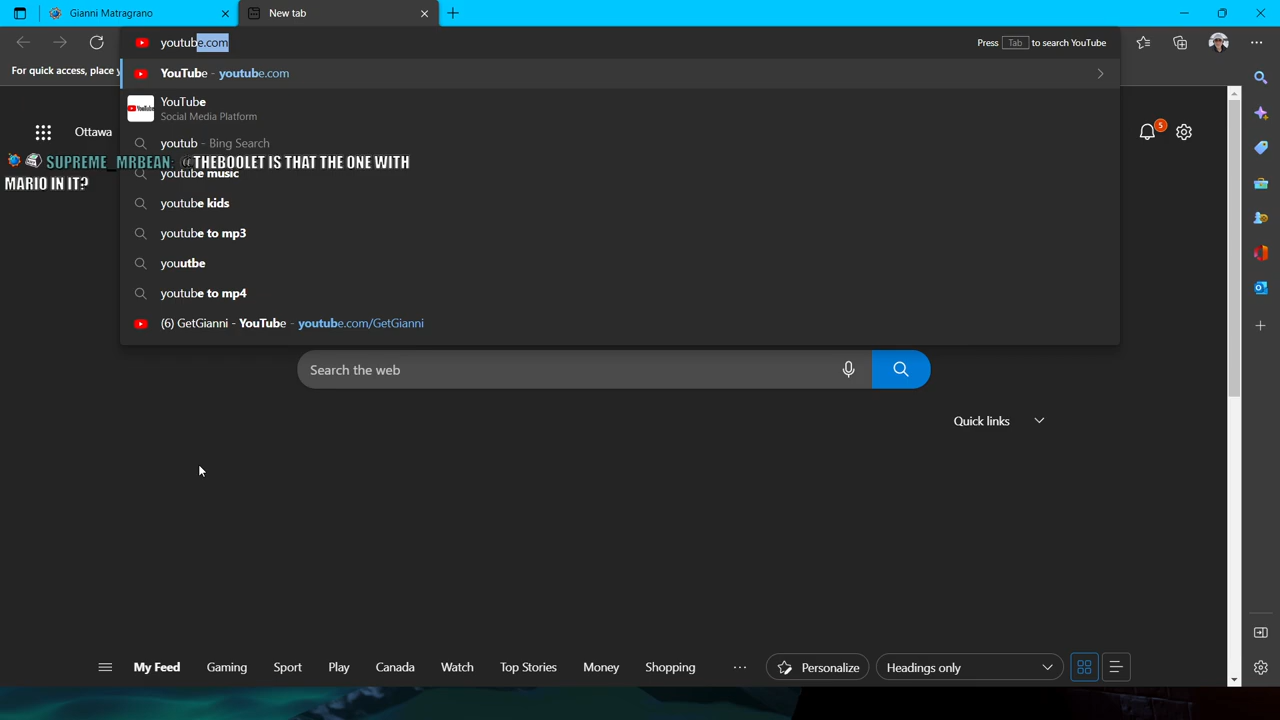 Gianni Matragrano
New tab
youtube.com
Press Tab to search YouTube
For quick access, place y
YouTube - youtube.com
YouTube
Social Media Platform
Ottawa
5
youtub - Bing Search
SUPREME_MRBEAN: @THEBOOLET IS THAT THE ONE WITH
MARIO IN IT?
youtube music
youtube kids
youtube to mp3
youutbe
youtube to mp4
(6) GetGianni - YouTube - youtube.com/GetGianni
Search the web
Quick links
My Feed
Gaming
Sport
Play
Canada
Watch
Top Stories
Money
Shopping
Personalize
Headings only